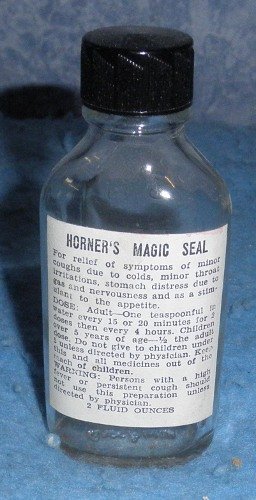 HORNER'S MAGIC SEAL
For relief of symptoms of minor
coughs due to colds, minor throat
irritations, stomach distress due to
gas and nervousness and as a stim-
ulant to the appetite.
DOSE: Adult—One teaspoonful to
water every 15 or 20 minutes for 3
doses then every 4 hours. Children
over 5 years of age—½ the adult
dose. Do not give to children under
5 unless directed by physician. Keep
this and all medicines out of the
reach of children.
WARNING: Persons with a high
fever or persistent cough should
not use this preparation unless
directed by physician.
2 FLUID OUNCES